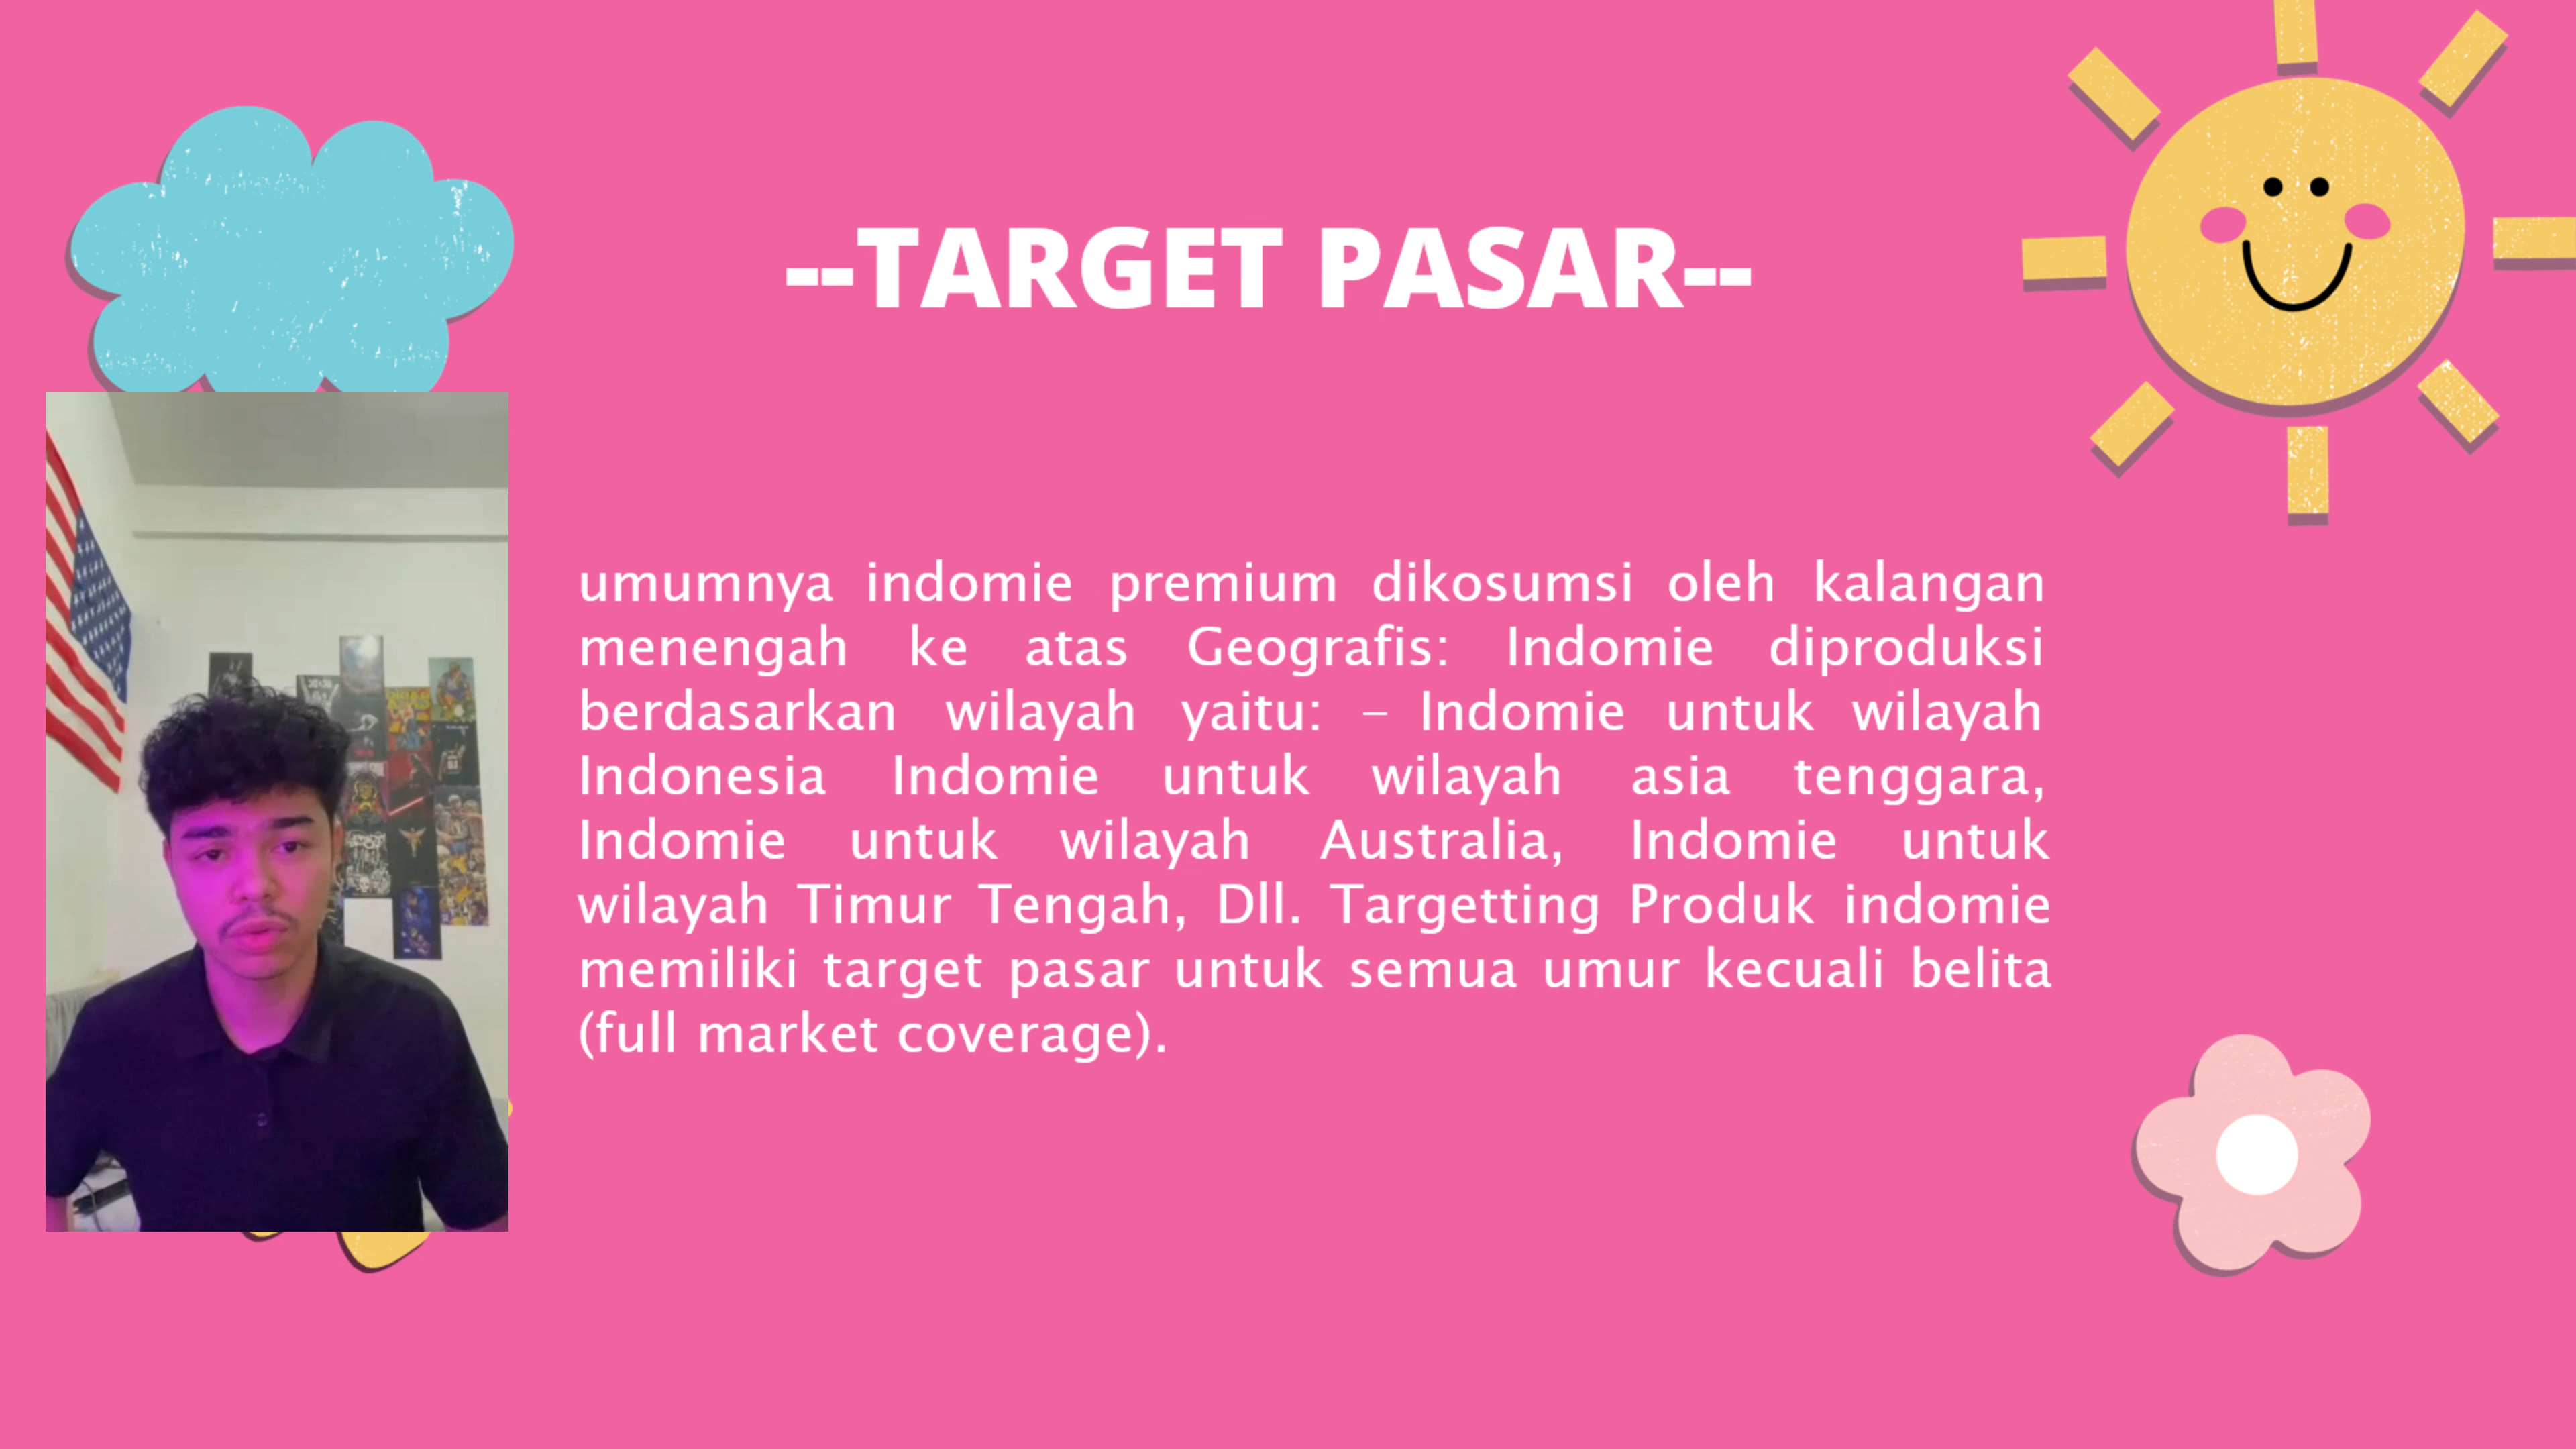 --TARGET PASAR--
umumnya indomie premium dikosumsi oleh kalangan
menengah ke atas Geografis: Indomie diproduksi
berdasarkan wilayah yaitu: – Indomie untuk wilayah
Indonesia Indomie untuk wilayah asia tenggara,
Indomie untuk wilayah Australia, Indomie untuk
wilayah Timur Tengah, Dll. Targetting Produk indomie
memiliki target pasar untuk semua umur kecuali belita
(full market coverage).